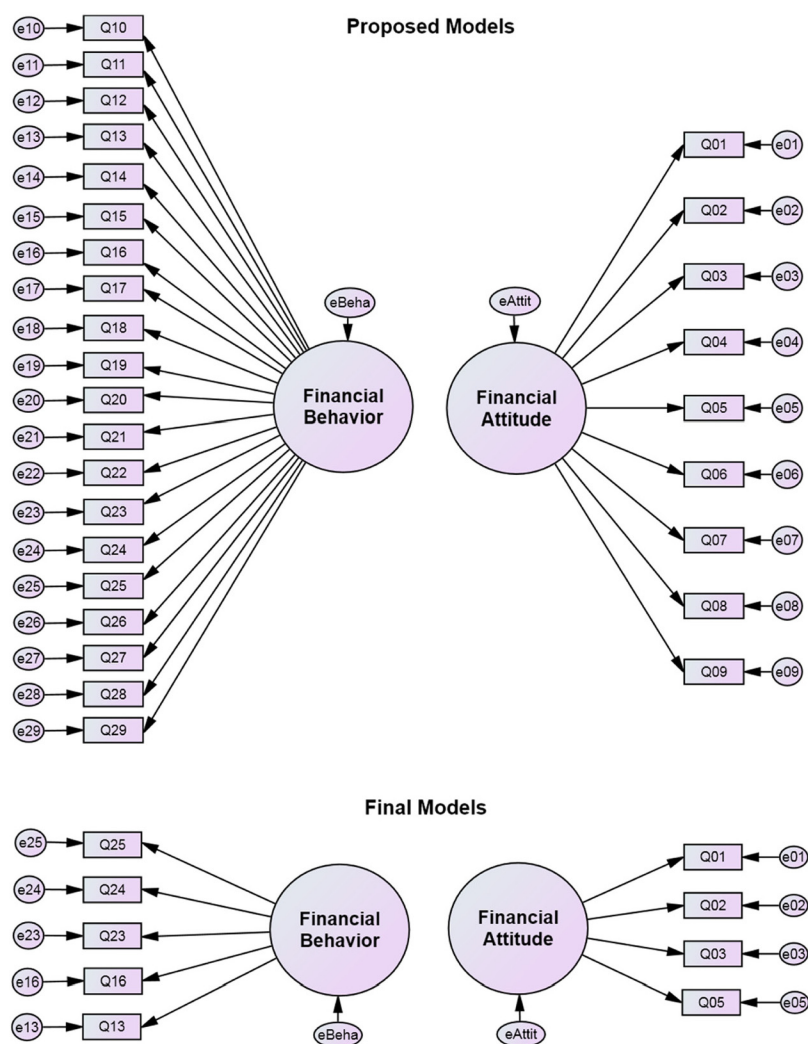 Proposed Models
e10 Q10
e11 Q11
e12 Q12
e13 Q13
e14 Q14
e15 Q15
e16 Q16
e17 Q17
e18 Q18
e19 Q19
e20 Q20
e21 Q21
e22 Q22
e23 Q23
e24 Q24
e25 Q25
e26 Q26
e27 Q27
e28 Q28
e29 Q29
eBeha
Financial
Behavior
eAttit
Financial
Attitude
Q01 e01
Q02 e02
Q03 e03
Q04 e04
Q05 e05
Q06 e06
Q07 e07
Q08 e08
Q09 e09
Final Models
e25 Q25
e24 Q24
e23 Q23
e16 Q16
e13 Q13
Financial
Behavior
eBeha
Financial
Attitude
eAttit
Q01 e01
Q02 e02
Q03 e03
Q05 e05